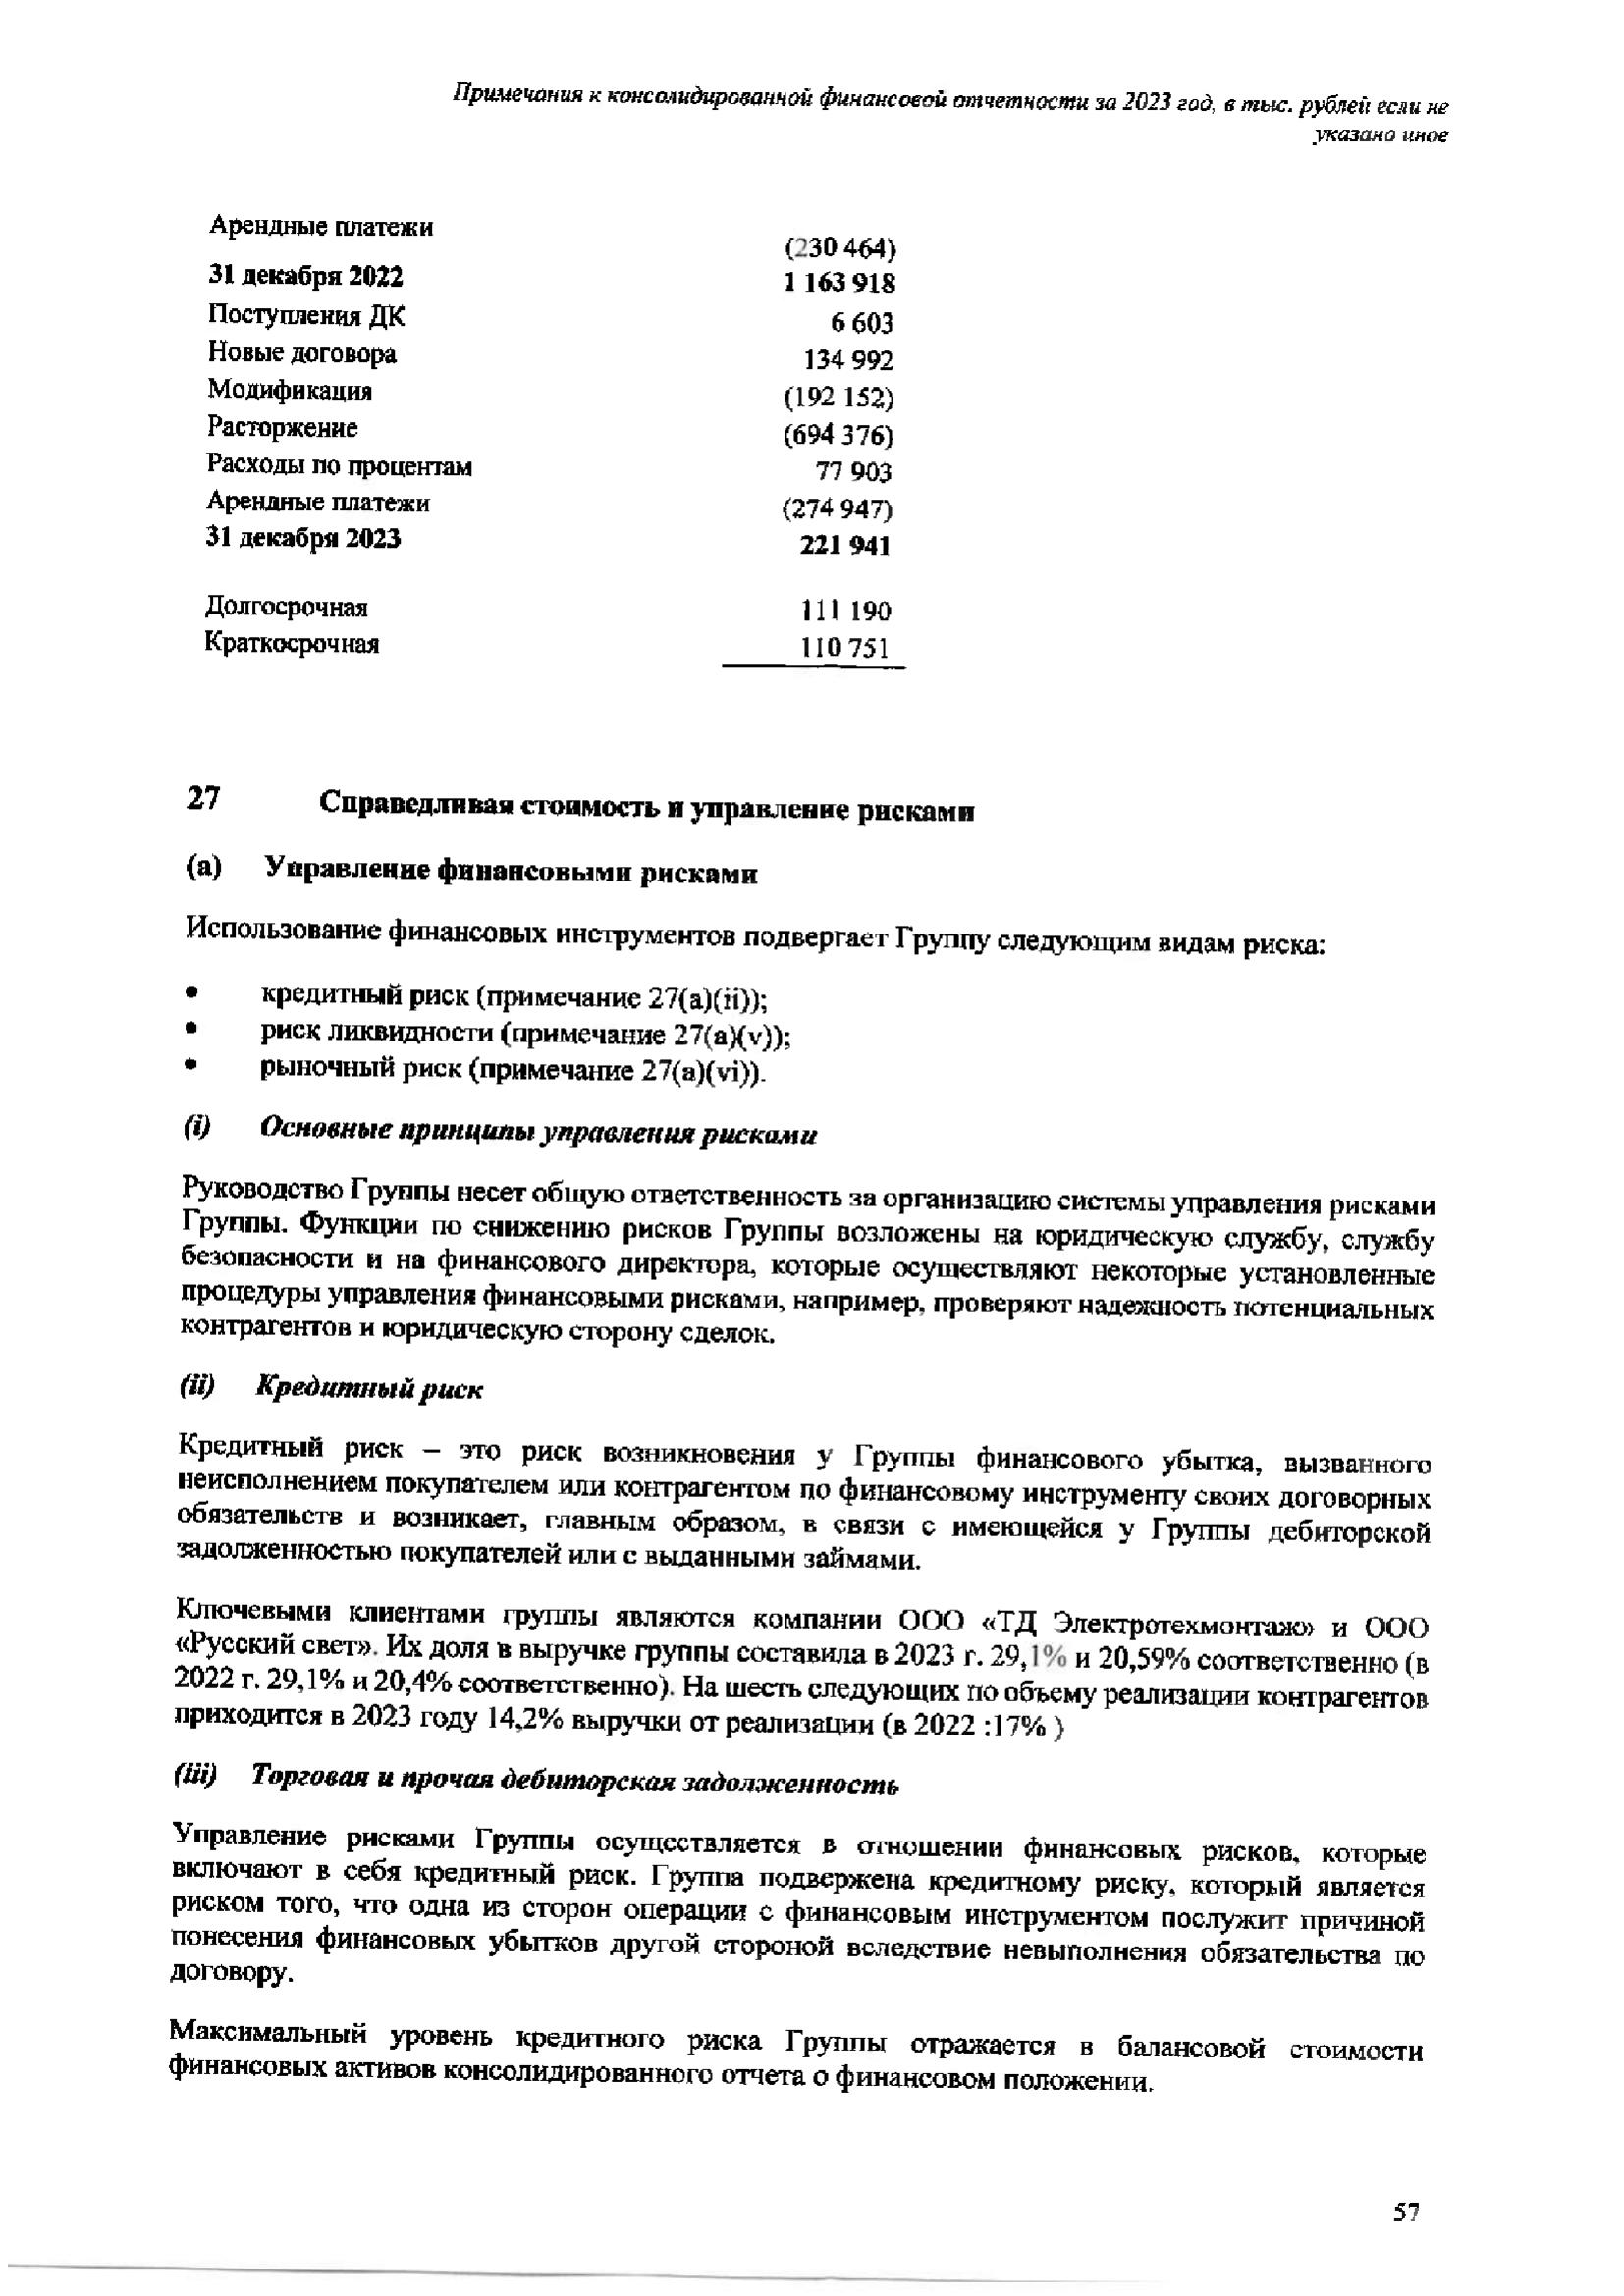 Примечания к консолидированной финансовой отчетности за 2023 год, в тыс. рублей если не
указано иное
Арендные платежи (230 464)
31 декабря 2022 1 163 918
Поступления ДК 6 603
Новые договора 134 992
Модификация (192 152)
Расторжение (694 376)
Расходы по процентам 77 903
Арендные платежи (274 947)
31 декабря 2023 221 941
Долгосрочная 111 190
Краткосрочная 110 751
27 Справедливая стоимость и управление рисками
(a) Управление финансовыми рисками
Использование финансовых инструментов подвергает Группу следующим видам риска:
• кредитный риск (примечание 27(a)(ii));
• риск ликвидности (примечание 27(a)(v));
• рыночный риск (примечание 27(a)(vi)).
(i) Основные принципы управления рисками
Руководство Группы несет общую ответственность за организацию системы управления рисками
Группы. Функции по снижению рисков Группы возложены на юридическую службу, службу
безопасности и на финансового директора, которые осуществляют некоторые установленные
процедуры управления финансовыми рисками, например, проверяют надежность потенциальных
контрагентов и юридическую сторону сделок.
(ii) Кредитный риск
Кредитный риск – это риск возникновения у Группы финансового убытка, вызванного
неисполнением покупателем или контрагентом по финансовому инструменту своих договорных
обязательств и возникает, главным образом, в связи с имеющейся у Группы дебиторской
задолженностью покупателей или с выданными займами.
Ключевыми клиентами группы являются компании ООО «ТД Электротехмонтаж» и ООО
«Русский свет». Их доля в выручке группы составила в 2023 г. 29,1% и 20,59% соответственно (в
2022 г. 29,1% и 20,4% соответственно). На шесть следующих по объему реализации контрагентов
приходится в 2023 году 14,2% выручки от реализации (в 2022 :17% )
(iii) Торговая и прочая дебиторская задолженность
Управление рисками Группы осуществляется в отношении финансовых рисков, которые
включают в себя кредитный риск. Группа подвержена кредитному риску, который является
риском того, что одна из сторон операции с финансовым инструментом послужит причиной
понесения финансовых убытков другой стороной вследствие невыполнения обязательства по
договору.
Максимальный уровень кредитного риска Группы отражается в балансовой стоимости
финансовых активов консолидированного отчета о финансовом положении.
57